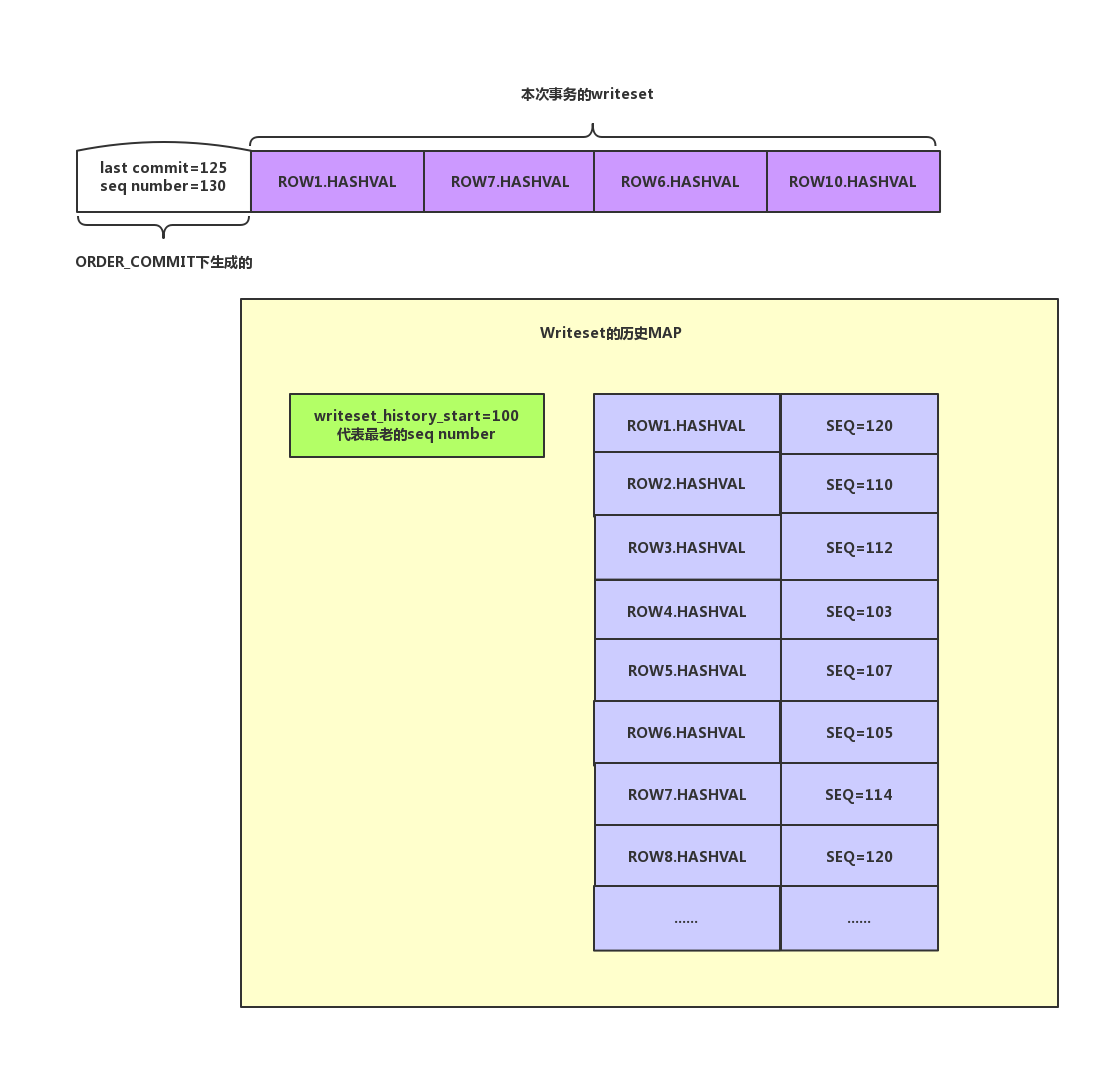 本次事务的writeset
last commit=125
seq number=130
ROW1.HASHVAL
ROW7.HASHVAL
ROW6.HASHVAL
ROW10.HASHVAL
ORDER_COMMIT下生成的
Writeset的历史MAP
writeset_history_start=100
代表最老的seq number
ROW1.HASHVAL SEQ=120
ROW2.HASHVAL SEQ=110
ROW3.HASHVAL SEQ=112
ROW4.HASHVAL SEQ=103
ROW5.HASHVAL SEQ=107
ROW6.HASHVAL SEQ=105
ROW7.HASHVAL SEQ=114
ROW8.HASHVAL SEQ=120
...... ......